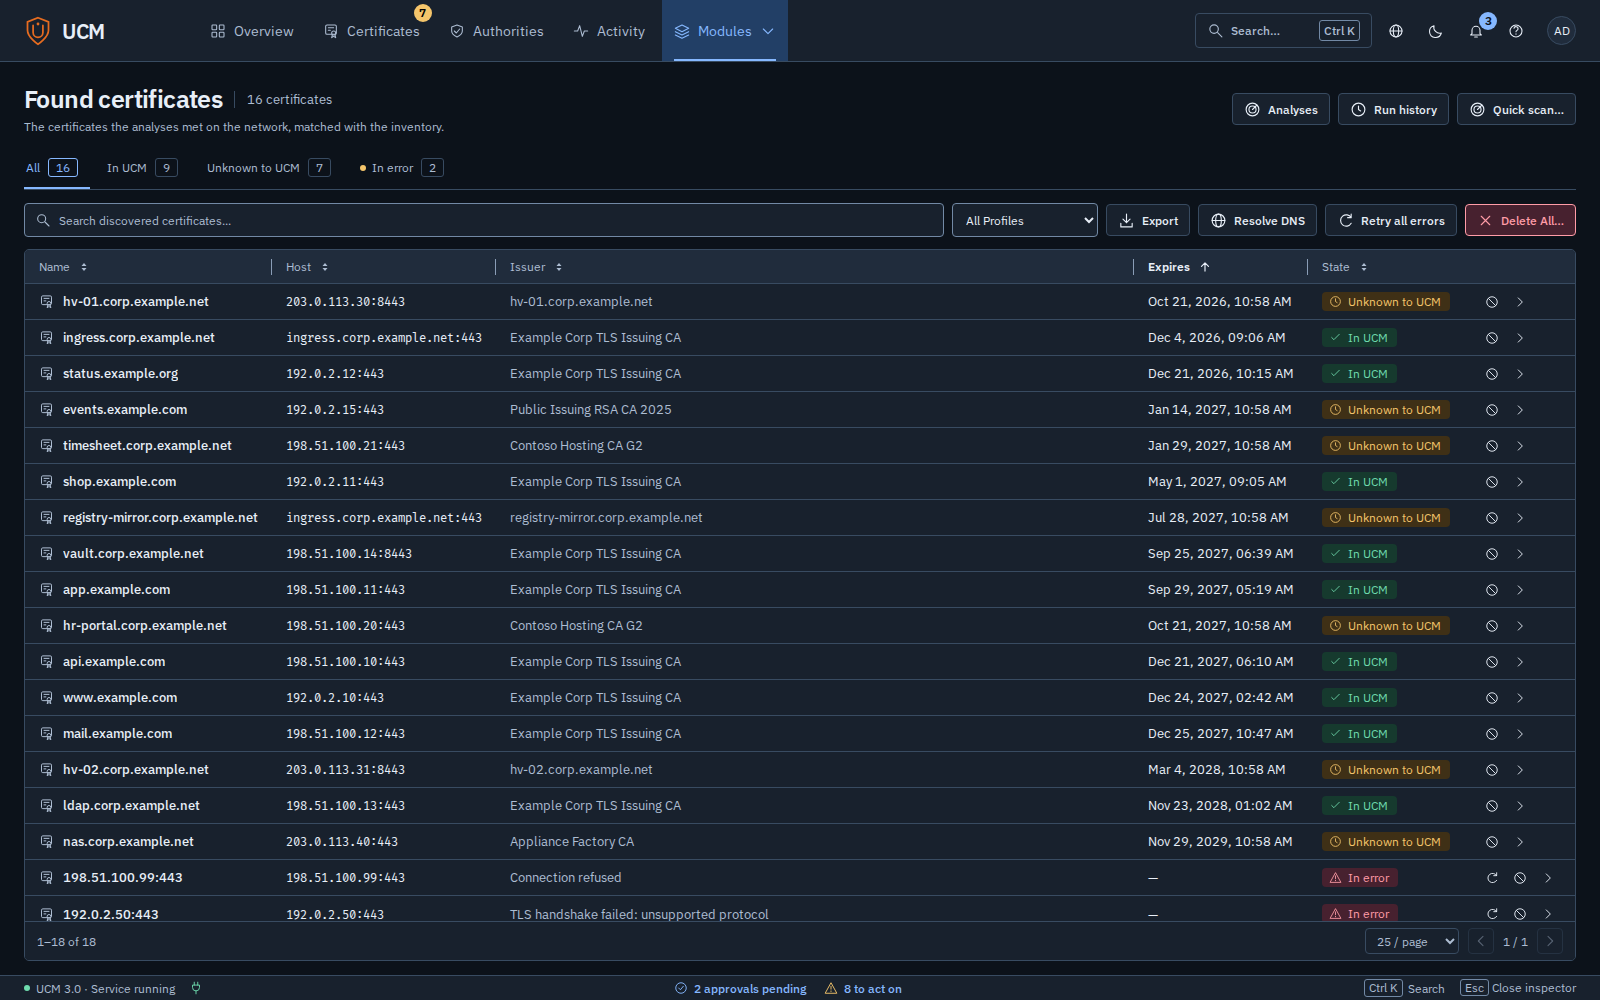 UCM
Overview
Certificates 7
Authorities
Activity
Modules
Search... Ctrl K
3
AD
Found certificates 16 certificates
The certificates the analyses met on the network, matched with the inventory.
Analyses
Run history
Quick scan...
All 16
In UCM 9
Unknown to UCM 7
In error 2
Search discovered certificates...
All Profiles
Export
Resolve DNS
Retry all errors
Delete All...
Name Host Issuer Expires State
hv-01.corp.example.net 203.0.113.30:8443 hv-01.corp.example.net Oct 21, 2026, 10:58 AM Unknown to UCM
ingress.corp.example.net ingress.corp.example.net:443 Example Corp TLS Issuing CA Dec 4, 2026, 09:06 AM In UCM
status.example.org 192.0.2.12:443 Example Corp TLS Issuing CA Dec 21, 2026, 10:15 AM In UCM
events.example.com 192.0.2.15:443 Public Issuing RSA CA 2025 Jan 14, 2027, 10:58 AM Unknown to UCM
timesheet.corp.example.net 198.51.100.21:443 Contoso Hosting CA G2 Jan 29, 2027, 10:58 AM Unknown to UCM
shop.example.com 192.0.2.11:443 Example Corp TLS Issuing CA May 1, 2027, 09:05 AM In UCM
registry-mirror.corp.example.net ingress.corp.example.net:443 registry-mirror.corp.example.net Jul 28, 2027, 10:58 AM Unknown to UCM
vault.corp.example.net 198.51.100.14:8443 Example Corp TLS Issuing CA Sep 25, 2027, 06:39 AM In UCM
app.example.com 198.51.100.11:443 Example Corp TLS Issuing CA Sep 29, 2027, 05:19 AM In UCM
hr-portal.corp.example.net 198.51.100.20:443 Contoso Hosting CA G2 Oct 21, 2027, 10:58 AM Unknown to UCM
api.example.com 198.51.100.10:443 Example Corp TLS Issuing CA Dec 21, 2027, 06:10 AM In UCM
www.example.com 192.0.2.10:443 Example Corp TLS Issuing CA Dec 24, 2027, 02:42 AM In UCM
mail.example.com 198.51.100.12:443 Example Corp TLS Issuing CA Dec 25, 2027, 10:47 AM In UCM
hv-02.corp.example.net 203.0.113.31:8443 hv-02.corp.example.net Mar 4, 2028, 10:58 AM Unknown to UCM
ldap.corp.example.net 198.51.100.13:443 Example Corp TLS Issuing CA Nov 23, 2028, 01:02 AM In UCM
nas.corp.example.net 203.0.113.40:443 Appliance Factory CA Nov 29, 2029, 10:58 AM Unknown to UCM
198.51.100.99:443 198.51.100.99:443 Connection refused — In error
192.0.2.50:443 192.0.2.50:443 TLS handshake failed: unsupported protocol — In error
1–18 of 18
25 / page
1 / 1
UCM 3.0 · Service running
2 approvals pending
8 to act on
Ctrl K Search
Esc Close inspector